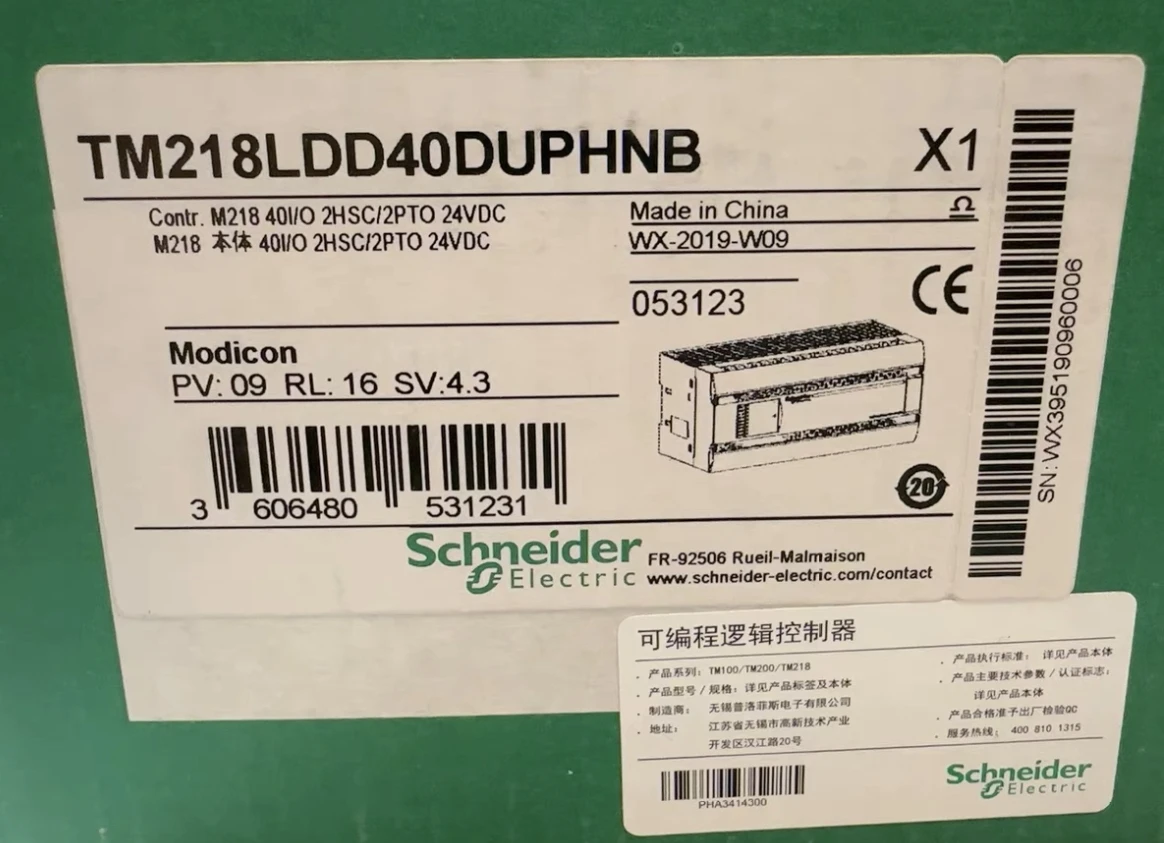 TM218LDD40DUPHNB X1
Contr. M218 40I/O 2HSC/2PTO 24VDC
M218 本体 40I/O 2HSC/2PTO 24VDC
Made in China
WX-2019-W09
053123
CE
Modicon
PV: 09 RL: 16 SV:4.3
3 606480 531231
20
Schneider
Electric
FR-92506 Rueil-Malmaison
www.schneider-electric.com/contact
SN:WX395190960006
可编程逻辑控制器
产品系列: TM100/TM200/TM218
产品型号/规格: 详见产品标签及本体
制造商: 无锡普洛菲斯电子有限公司
地址: 江苏省无锡市高新技术产业
开发区汉江路20号
产品执行标准: 详见产品本体
产品主要技术参数/认证标志:
详见产品本体
产品合格准予出厂检验QC
服务热线: 400 810 1315
PHA3414300
Schneider
Electric